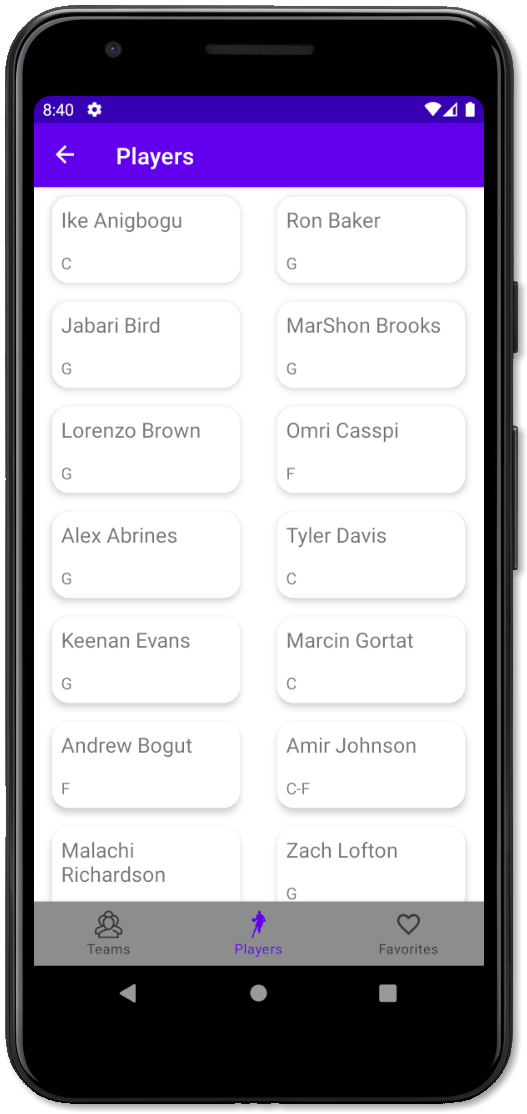 8:40
Players
Ike Anigbogu
C
Ron Baker
G
Jabari Bird
G
MarShon Brooks
G
Lorenzo Brown
G
Omri Casspi
F
Alex Abrines
G
Tyler Davis
C
Keenan Evans
G
Marcin Gortat
C
Andrew Bogut
F
Amir Johnson
C-F
Malachi
Richardson
Zach Lofton
G
Teams
Players
Favorites